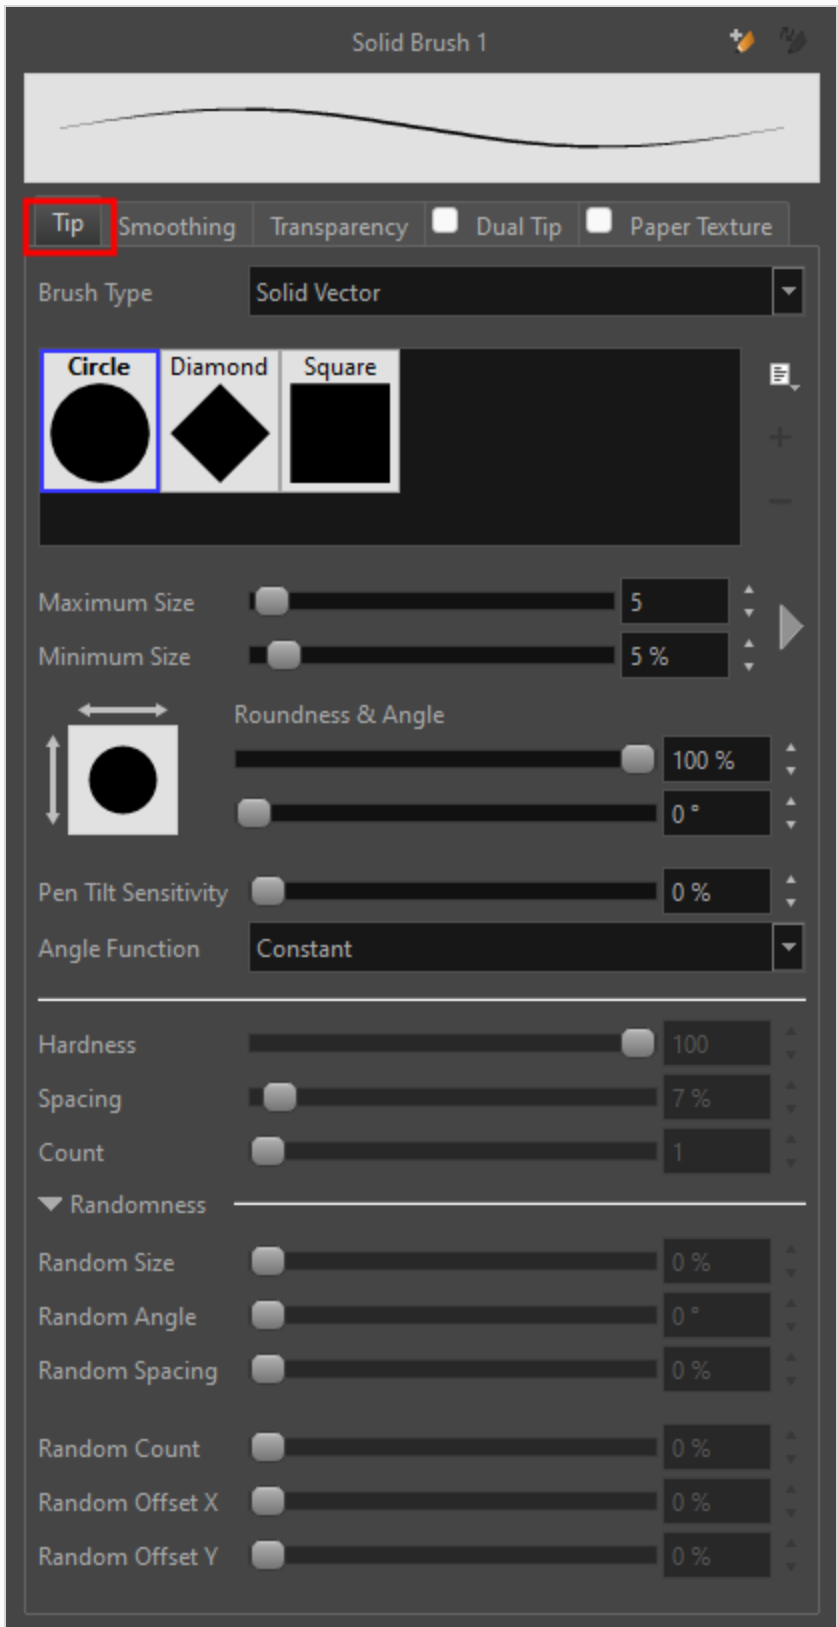 Solid Brush 1
Tip Smoothing Transparency Dual Tip Paper Texture
Brush Type Solid Vector
Circle Diamond Square
Maximum Size 5
Minimum Size 5 %
Roundness & Angle
100 %
0 °
Pen Tilt Sensitivity 0 %
Angle Function Constant
Hardness 100
Spacing 7 %
Count 1
Randomness
Random Size 0 %
Random Angle 0 °
Random Spacing 0 %
Random Count 0 %
Random Offset X 0 %
Random Offset Y 0 %